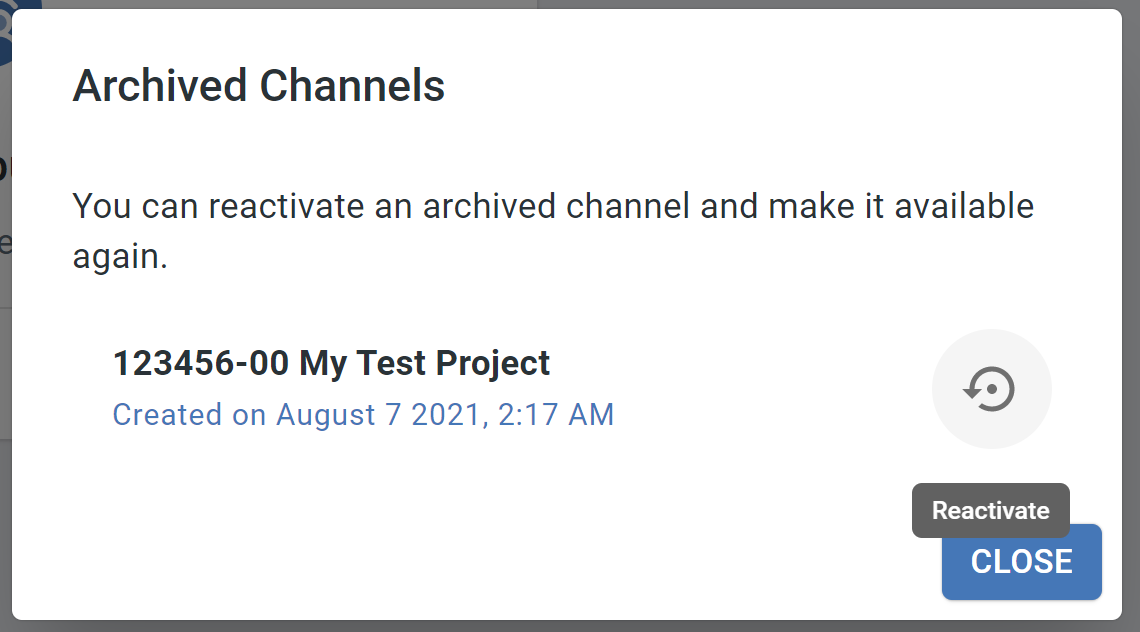 Archived Channels
You can reactivate an archived channel and make it available
again.
123456-00 My Test Project
Created on August 7 2021, 2:17 AM
Reactivate
CLOSE